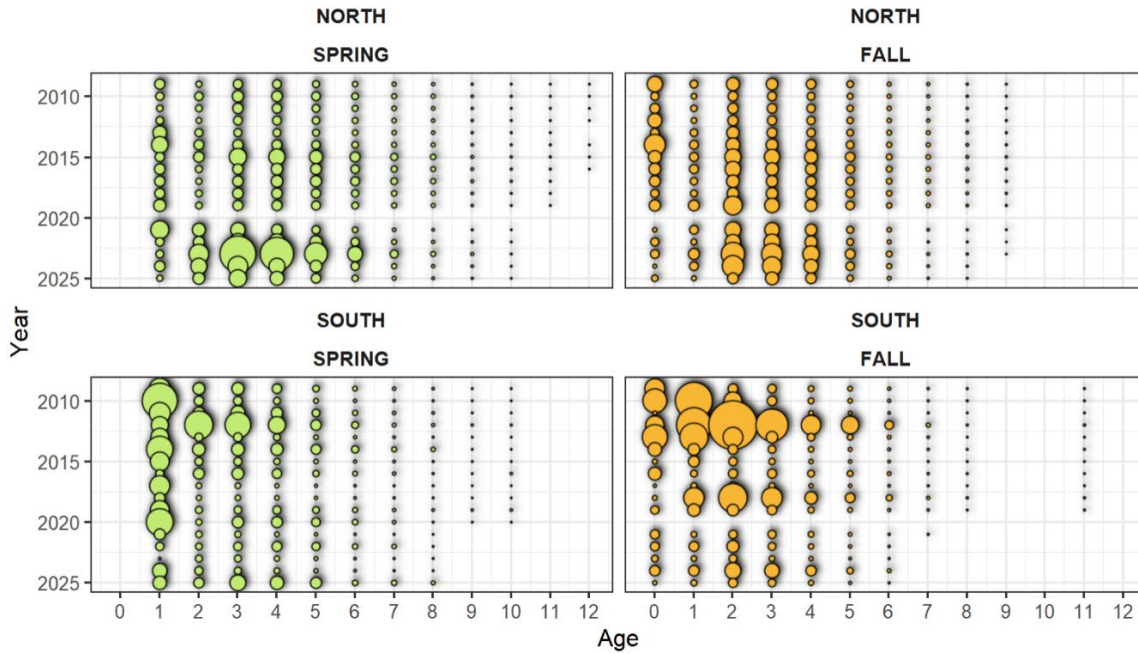 NORTH NORTH
SPRING FALL
2010
2015
2020
2025
SOUTH SOUTH
SPRING FALL
2010
2015
2020
2025
0 1 2 3 4 5 6 7 8 9 10 11 12 0 1 2 3 4 5 6 7 8 9 10 11 12
Age
Year